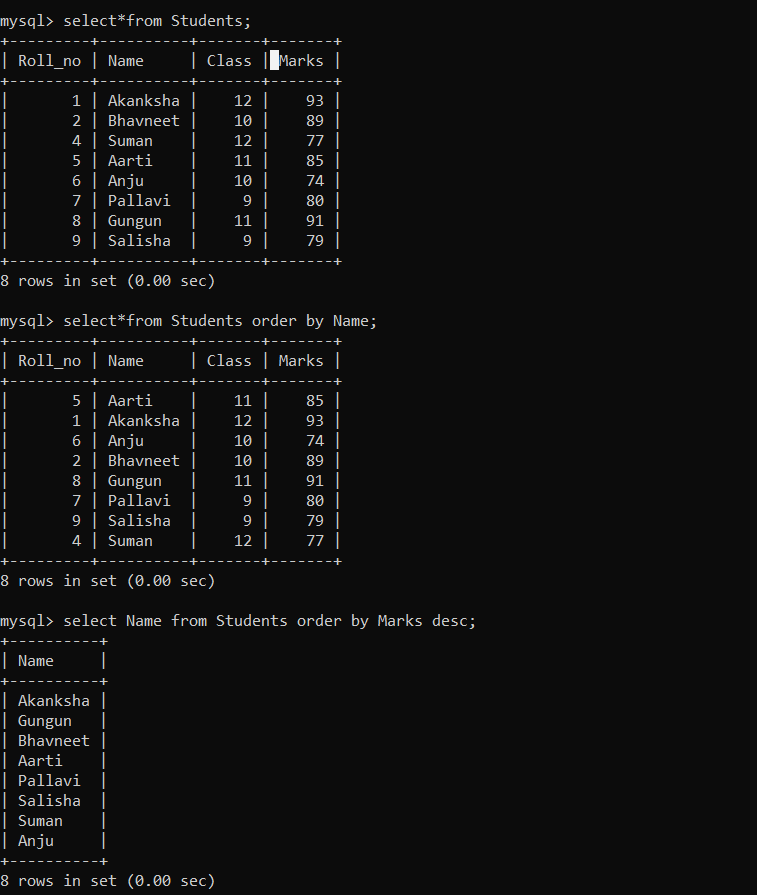 mysql> select*from Students;
+---------+----------+-------+-------+
| Roll_no | Name     | Class | Marks |
+---------+----------+-------+-------+
|       1 | Akanksha |    12 |    93 |
|       2 | Bhavneet |    10 |    89 |
|       4 | Suman    |    12 |    77 |
|       5 | Aarti    |    11 |    85 |
|       6 | Anju     |    10 |    74 |
|       7 | Pallavi  |     9 |    80 |
|       8 | Gungun   |    11 |    91 |
|       9 | Salisha  |     9 |    79 |
+---------+----------+-------+-------+
8 rows in set (0.00 sec)

mysql> select*from Students order by Name;
+---------+----------+-------+-------+
| Roll_no | Name     | Class | Marks |
+---------+----------+-------+-------+
|       5 | Aarti    |    11 |    85 |
|       1 | Akanksha |    12 |    93 |
|       6 | Anju     |    10 |    74 |
|       2 | Bhavneet |    10 |    89 |
|       8 | Gungun   |    11 |    91 |
|       7 | Pallavi  |     9 |    80 |
|       9 | Salisha  |     9 |    79 |
|       4 | Suman    |    12 |    77 |
+---------+----------+-------+-------+
8 rows in set (0.00 sec)

mysql> select Name from Students order by Marks desc;
+----------+
| Name     |
+----------+
| Akanksha |
| Gungun   |
| Bhavneet |
| Aarti    |
| Pallavi  |
| Salisha  |
| Suman    |
| Anju     |
+----------+
8 rows in set (0.00 sec)